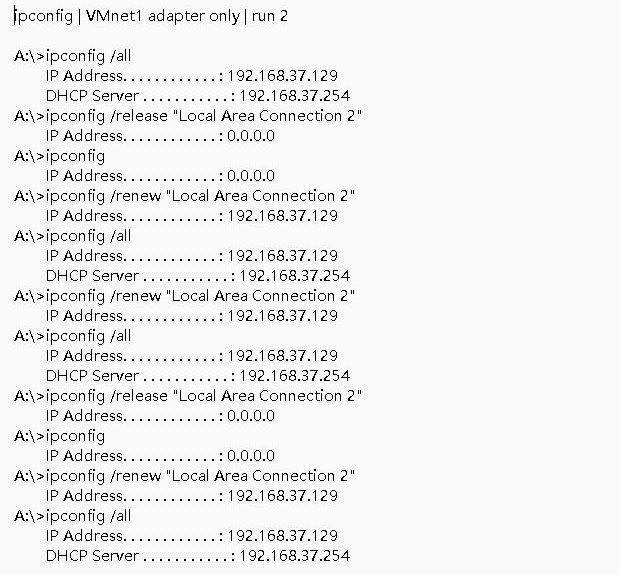 ipconfig | VMnet1 adapter only | run 2

A:\>ipconfig /all
IP Address. . . . . . . . . . . . : 192.168.37.129
DHCP Server . . . . . . . . . . . : 192.168.37.254
A:\>ipconfig /release "Local Area Connection 2"
IP Address. . . . . . . . . . . . : 0.0.0.0
A:\>ipconfig
IP Address. . . . . . . . . . . . : 0.0.0.0
A:\>ipconfig /renew "Local Area Connection 2"
IP Address. . . . . . . . . . . . : 192.168.37.129
A:\>ipconfig /all
IP Address. . . . . . . . . . . . : 192.168.37.129
DHCP Server . . . . . . . . . . . : 192.168.37.254
A:\>ipconfig /renew "Local Area Connection 2"
IP Address. . . . . . . . . . . . : 192.168.37.129
A:\>ipconfig /all
IP Address. . . . . . . . . . . . : 192.168.37.129
DHCP Server . . . . . . . . . . . : 192.168.37.254
A:\>ipconfig /release "Local Area Connection 2"
IP Address. . . . . . . . . . . . : 0.0.0.0
A:\>ipconfig
IP Address. . . . . . . . . . . . : 0.0.0.0
A:\>ipconfig /renew "Local Area Connection 2"
IP Address. . . . . . . . . . . . : 192.168.37.129
A:\>ipconfig /all
IP Address. . . . . . . . . . . . : 192.168.37.129
DHCP Server . . . . . . . . . . . : 192.168.37.254